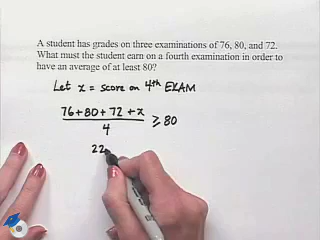 A student has grades on three examinations of 76, 80, and 72.
What must the student earn on a fourth examination in order to
have an average of at least 80?
Let x = score on 4th EXAM
76+80+72+x
4
≥ 80
22